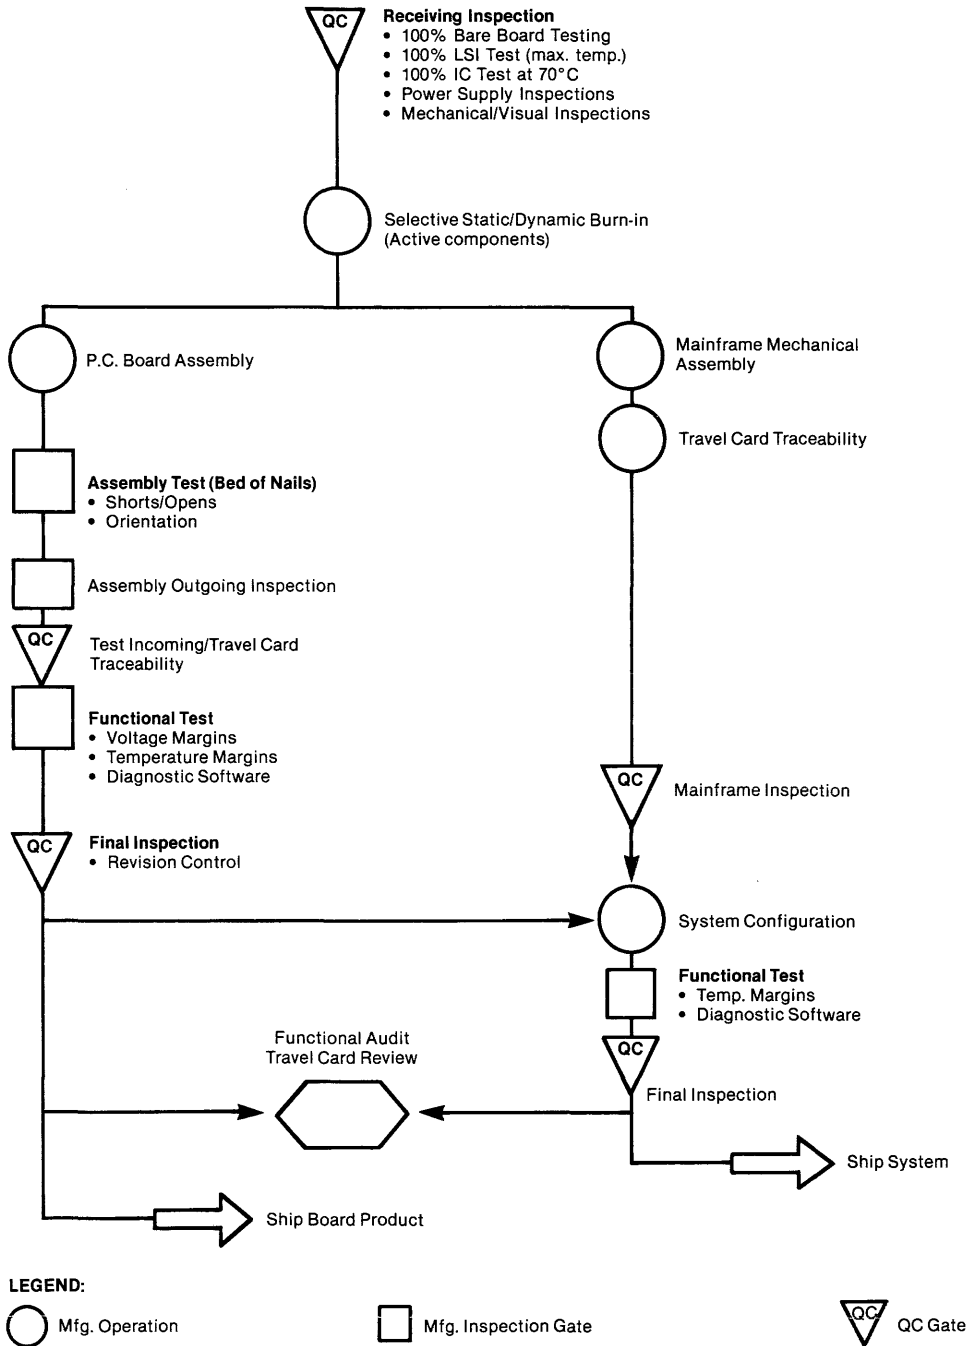 QC
Receiving Inspection
• 100% Bare Board Testing
• 100% LSI Test (max. temp.)
• 100% IC Test at 70°C
• Power Supply Inspections
• Mechanical/Visual Inspections
Selective Static/Dynamic Burn-in
(Active components)
P.C. Board Assembly
Mainframe Mechanical
Assembly
Travel Card Traceability
Assembly Test (Bed of Nails)
• Shorts/Opens
• Orientation
Assembly Outgoing Inspection
QC
Test Incoming/Travel Card
Traceability
Functional Test
• Voltage Margins
• Temperature Margins
• Diagnostic Software
QC
Mainframe Inspection
QC
Final Inspection
• Revision Control
System Configuration
Functional Test
• Temp. Margins
• Diagnostic Software
Functional Audit
Travel Card Review
QC
Final Inspection
Ship System
Ship Board Product
LEGEND:
Mfg. Operation
Mfg. Inspection Gate
QC
QC Gate